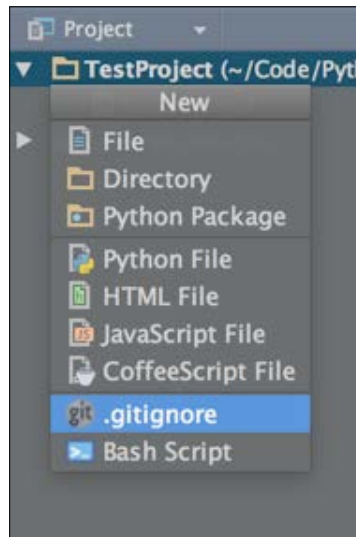 Project
TestProject (~/Code/Pyt
New
File
Directory
Python Package
Python File
HTML File
JavaScript File
CoffeeScript File
git .gitignore
Bash Script